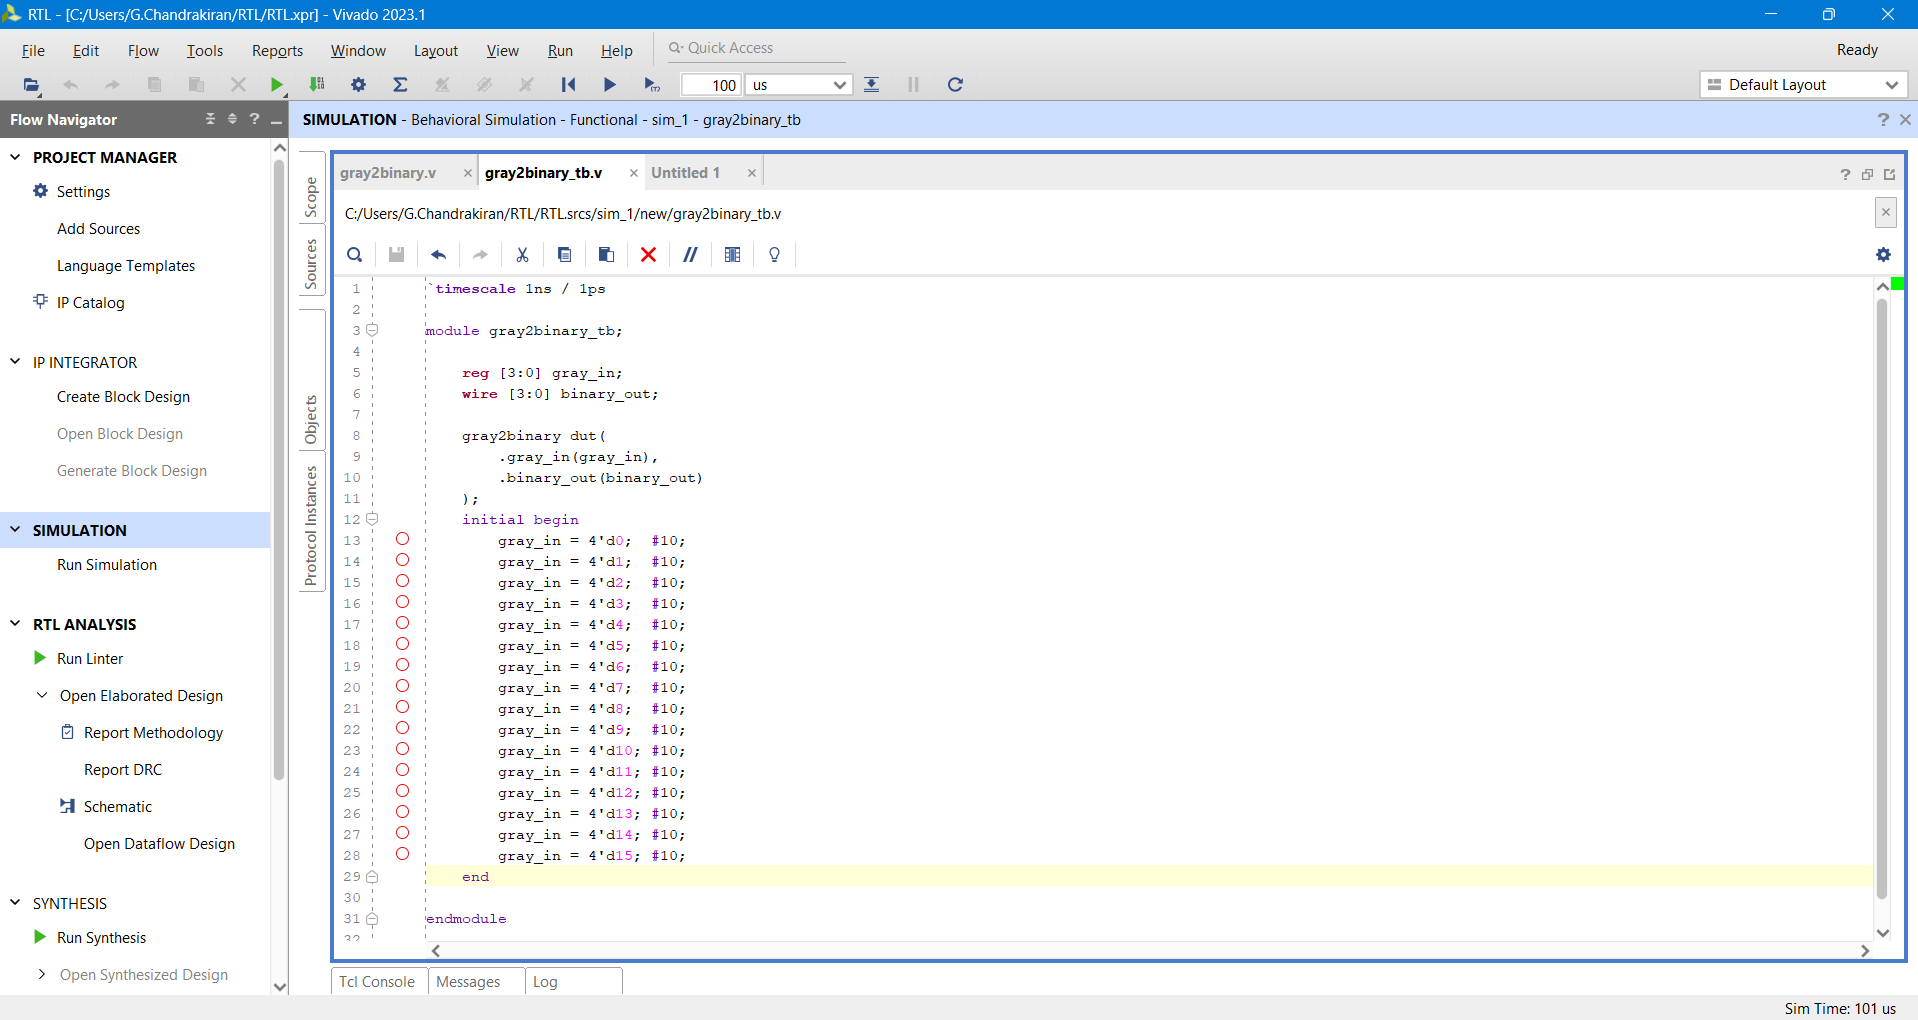 RTL - [C:/Users/G.Chandrakiran/RTL/RTL.xpr] - Vivado 2023.1
File Edit Flow Tools Reports Window Layout View Run Help Quick Access Ready
100 us Default Layout
Flow Navigator
SIMULATION - Behavioral Simulation - Functional - sim_1 - gray2binary_tb
PROJECT MANAGER
Settings
Add Sources
Language Templates
IP Catalog
IP INTEGRATOR
Create Block Design
Open Block Design
Generate Block Design
SIMULATION
Run Simulation
RTL ANALYSIS
Run Linter
Open Elaborated Design
Report Methodology
Report DRC
Schematic
Open Dataflow Design
SYNTHESIS
Run Synthesis
Open Synthesized Design
Scope
Sources
Objects
Protocol Instances
gray2binary.v gray2binary_tb.v Untitled 1
C:/Users/G.Chandrakiran/RTL/RTL.srcs/sim_1/new/gray2binary_tb.v
1 `timescale 1ns / 1ps
2
3 module gray2binary_tb;
4
5 reg [3:0] gray_in;
6 wire [3:0] binary_out;
7
8 gray2binary dut(
9 .gray_in(gray_in),
10 .binary_out(binary_out)
11 );
12 initial begin
13 gray_in = 4'd0; #10;
14 gray_in = 4'd1; #10;
15 gray_in = 4'd2; #10;
16 gray_in = 4'd3; #10;
17 gray_in = 4'd4; #10;
18 gray_in = 4'd5; #10;
19 gray_in = 4'd6; #10;
20 gray_in = 4'd7; #10;
21 gray_in = 4'd8; #10;
22 gray_in = 4'd9; #10;
23 gray_in = 4'd10; #10;
24 gray_in = 4'd11; #10;
25 gray_in = 4'd12; #10;
26 gray_in = 4'd13; #10;
27 gray_in = 4'd14; #10;
28 gray_in = 4'd15; #10;
29 end
30
31 endmodule
32
Tcl Console Messages Log
Sim Time: 101 us